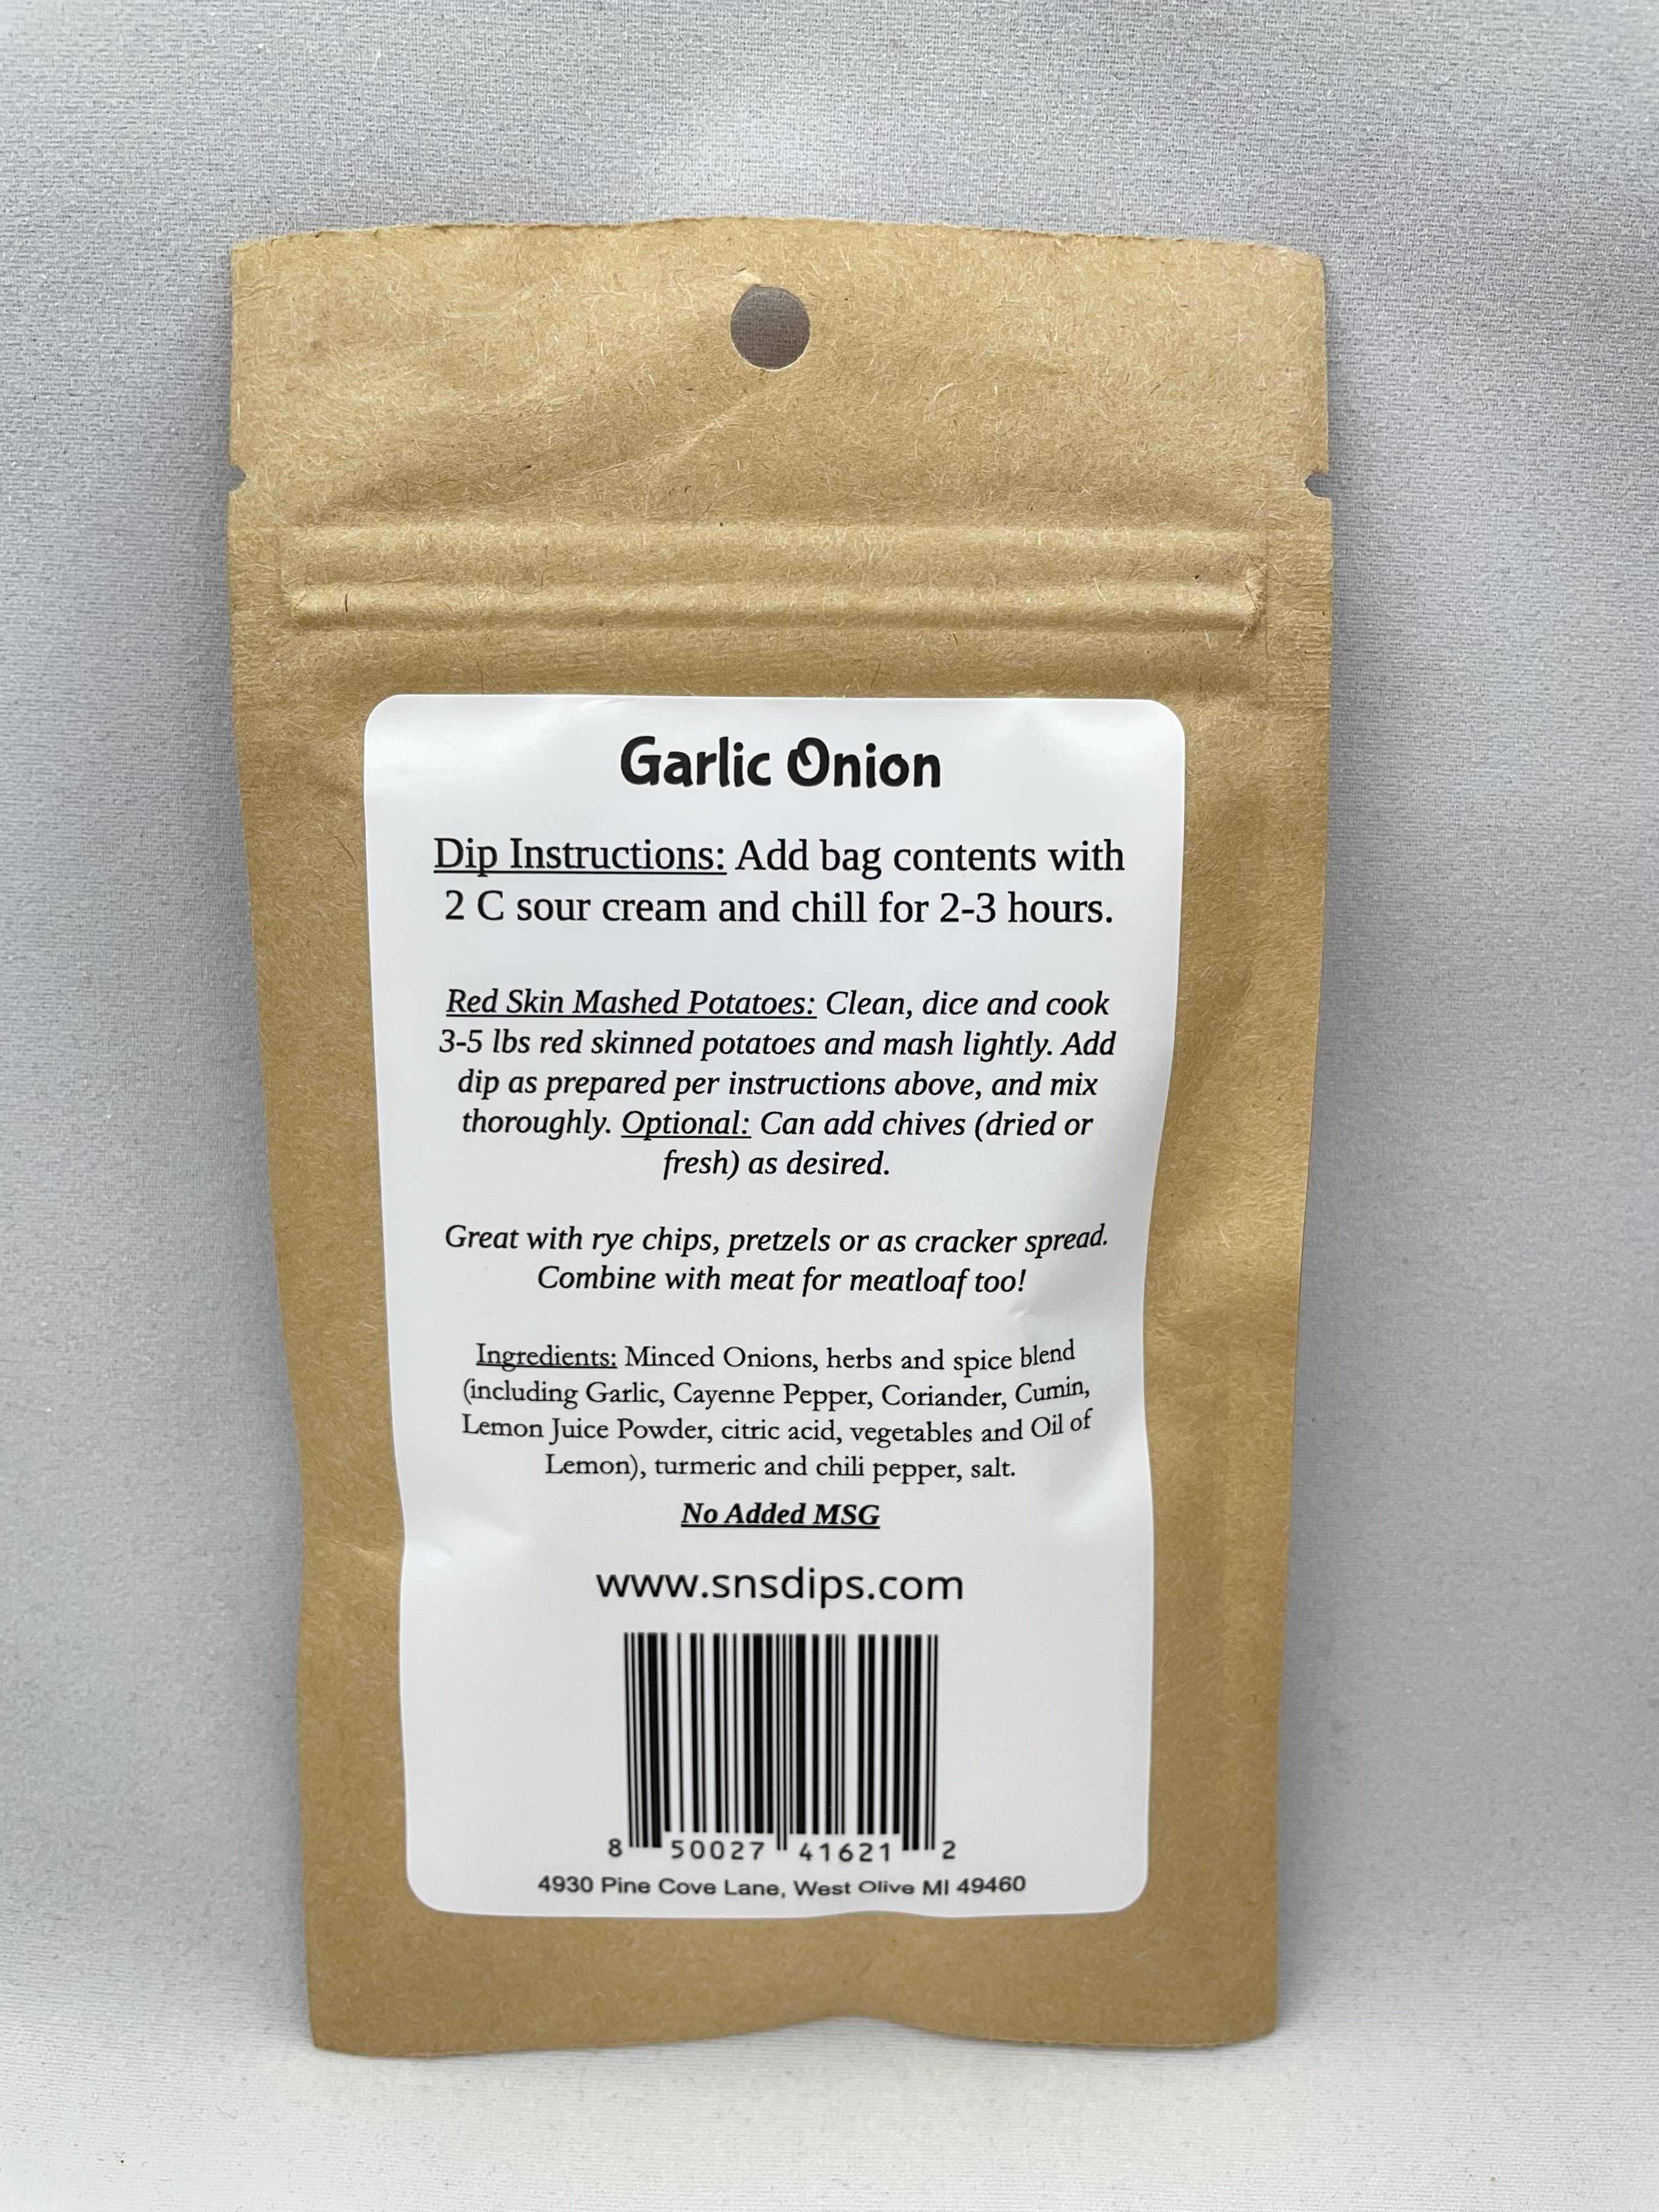 Garlic Onion
Dip Instructions: Add bag contents with
2 C sour cream and chill for 2-3 hours.
Red Skin Mashed Potatoes: Clean, dice and cook
3-5 lbs red skinned potatoes and mash lightly. Add
dip as prepared per instructions above, and mix
thoroughly. Optional: Can add chives (dried or
fresh) as desired.
Great with rye chips, pretzels or as cracker spread.
Combine with meat for meatloaf too!
Ingredients: Minced Onions, herbs and spice blend
(including Garlic, Cayenne Pepper, Coriander, Cumin,
Lemon Juice Powder, citric acid, vegetables and Oil of
Lemon), turmeric and chili pepper, salt.
No Added MSG
www.snsdips.com
8 50027 41621 2
4930 Pine Cove Lane, West Olive MI 49460